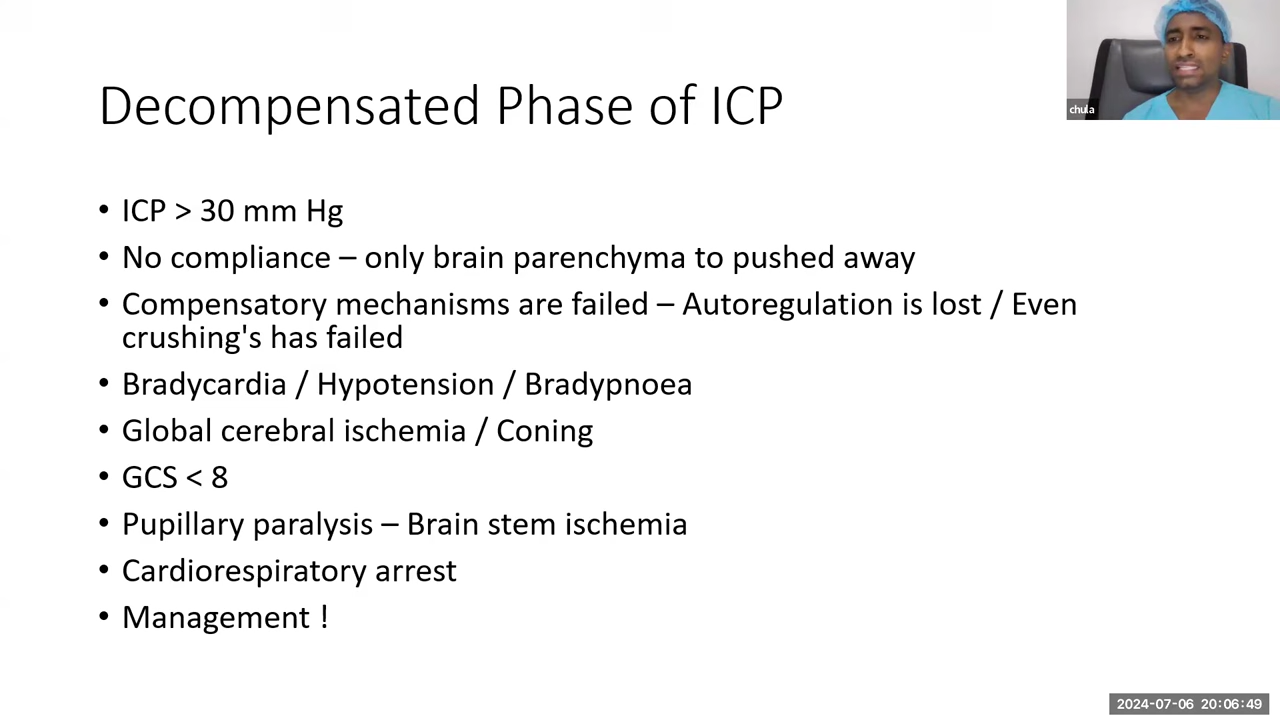 Decompensated Phase of ICP
chula
• ICP > 30 mm Hg
• No compliance – only brain parenchyma to pushed away
• Compensatory mechanisms are failed – Autoregulation is lost / Even
crushing's has failed
• Bradycardia / Hypotension / Bradypnoea
• Global cerebral ischemia / Coning
• GCS < 8
• Pupillary paralysis – Brain stem ischemia
• Cardiorespiratory arrest
• Management !
2024-07-06 20:06:49